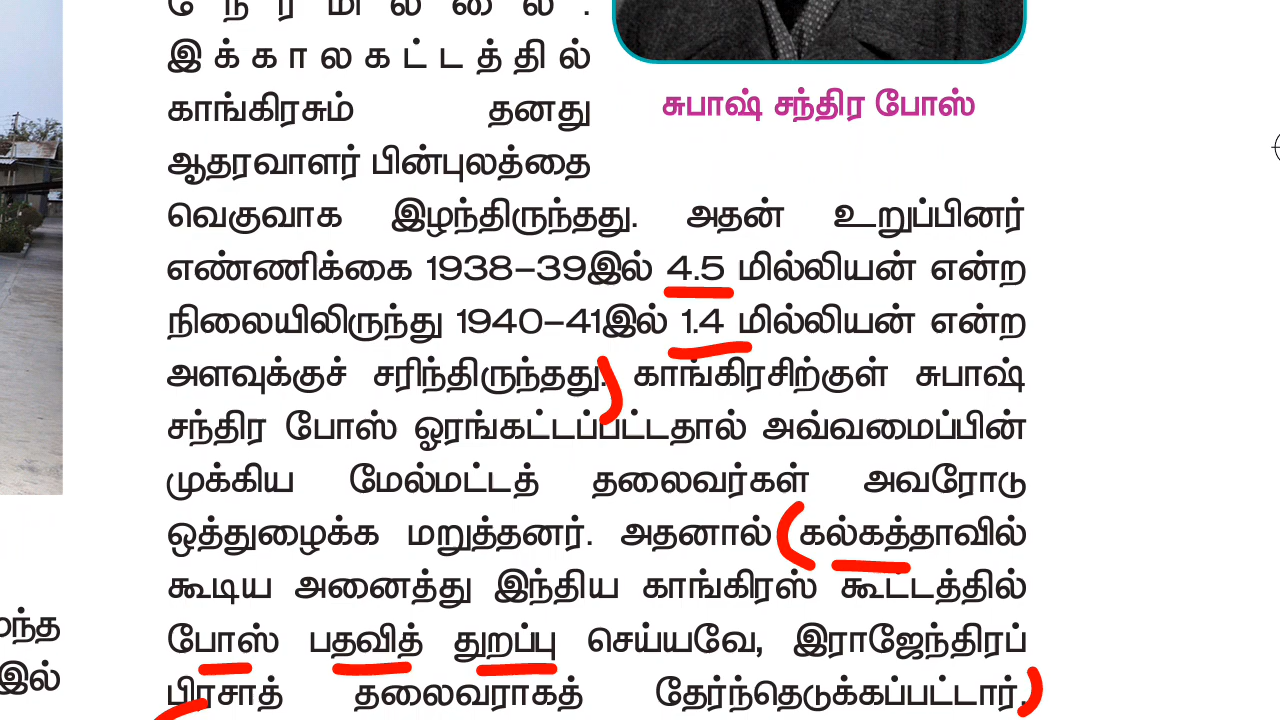 நேரமில்லை.
இக்காலகட்டத்தில்
காங்கிரசும் தனது
ஆதரவாளர் பின்புலத்தை
சுபாஷ் சந்திர போஸ்
வெகுவாக இழந்திருந்தது. அதன் உறுப்பினர்
எண்ணிக்கை 1938–39இல் 4.5 மில்லியன் என்ற
நிலையிலிருந்து 1940–41இல் 1.4 மில்லியன் என்ற
அளவுக்குச் சரிந்திருந்தது. காங்கிரசிற்குள் சுபாஷ்
சந்திர போஸ் ஓரங்கட்டப்பட்டதால் அவ்வமைப்பின்
முக்கிய மேல்மட்டத் தலைவர்கள் அவரோடு
ஒத்துழைக்க மறுத்தனர். அதனால் கல்கத்தாவில்
கூடிய அனைத்து இந்திய காங்கிரஸ் கூட்டத்தில்
போஸ் பதவித் துறப்பு செய்யவே, இராஜேந்திரப்
பிரசாத் தலைவராகத் தேர்ந்தெடுக்கப்பட்டார்.
இல்